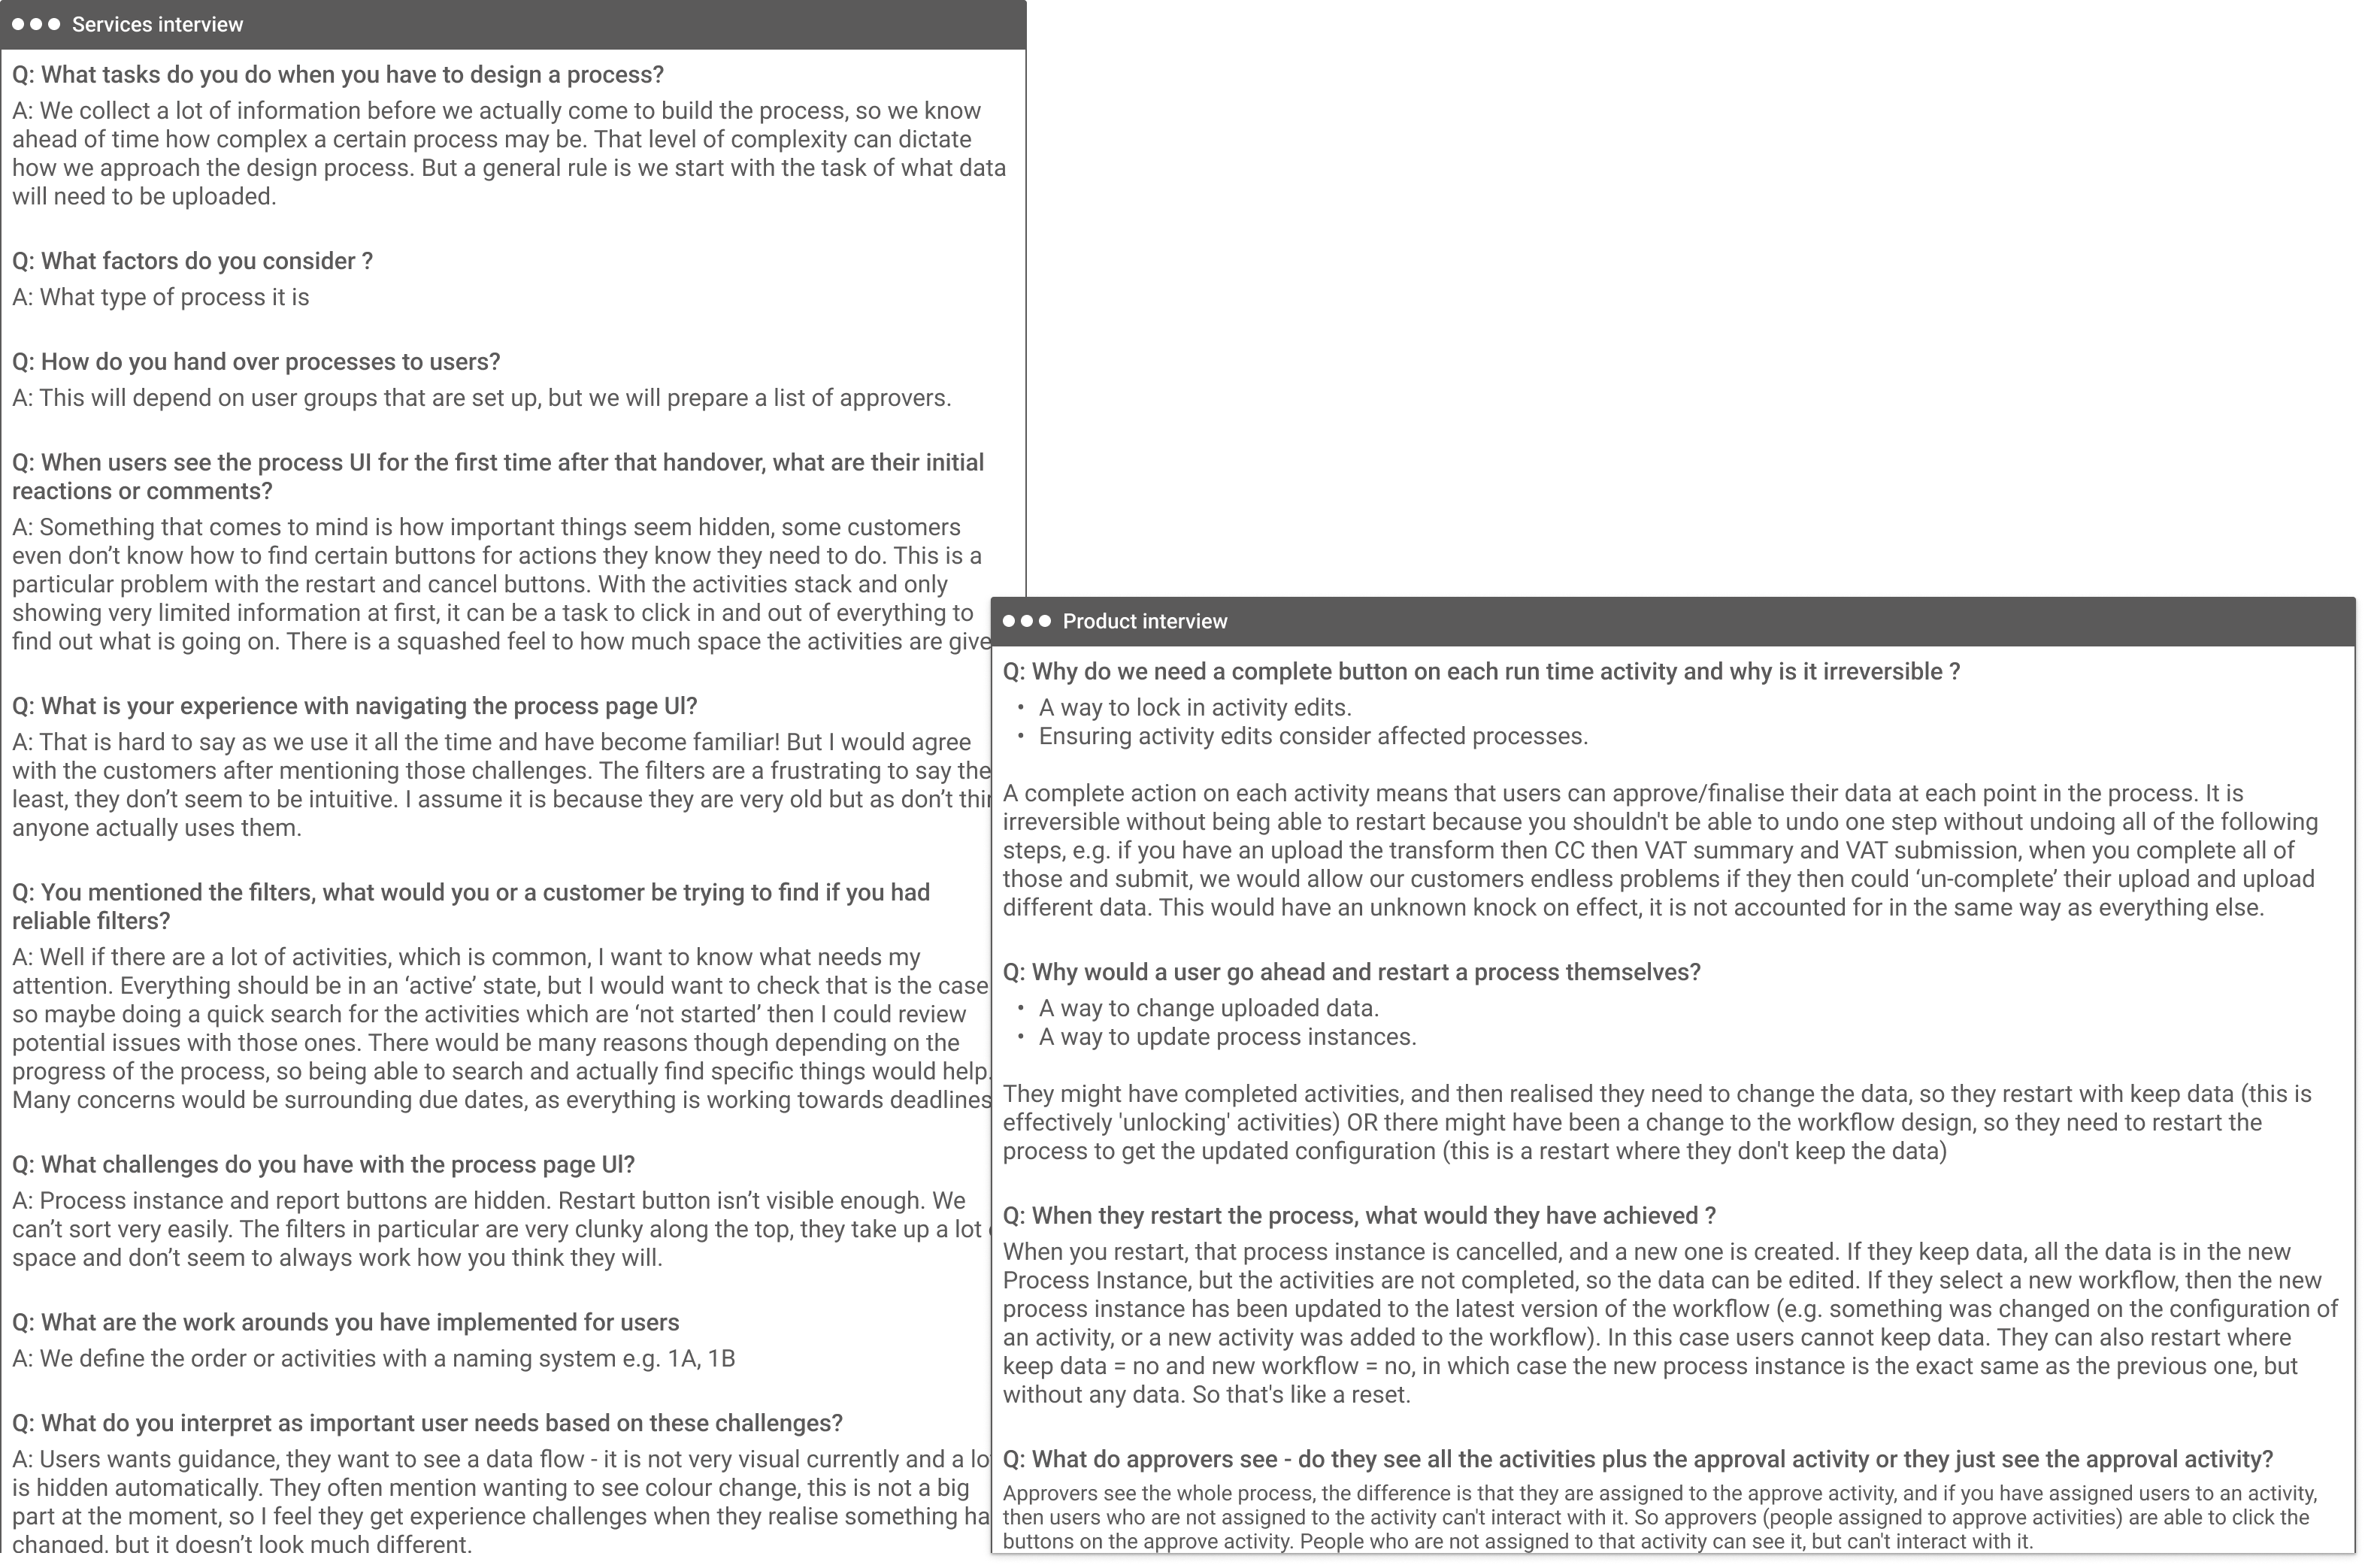 Services interview
Q: What tasks do you do when you have to design a process?
A: We collect a lot of information before we actually come to build the process, so we know
ahead of time how complex a certain process may be. That level of complexity can dictate
how we approach the design process. But a general rule is we start with the task of what data
will need to be uploaded.
Q: What factors do you consider ?
A: What type of process it is
Q: How do you hand over processes to users?
A: This will depend on user groups that are set up, but we will prepare a list of approvers.
Q: When users see the process UI for the first time after that handover, what are their initial
reactions or comments?
A: Something that comes to mind is how important things seem hidden, some customers
even don’t know how to find certain buttons for actions they know they need to do. This is a
particular problem with the restart and cancel buttons. With the activities stack and only
showing very limited information at first, it can be a task to click in and out of everything to
find out what is going on. There is a squashed feel to how much space the activities are give
Q: What is your experience with navigating the process page UI?
A: That is hard to say as we use it all the time and have become familiar! But I would agree
with the customers after mentioning those challenges. The filters are a frustrating to say the
least, they don’t seem to be intuitive. I assume it is because they are very old but as don’t
anyone actually uses them.
Q: You mentioned the filters, what would you or a customer be trying to find if you had
reliable filters?
A: Well if there are a lot of activities, which is common, I want to know what needs my
attention. Everything should be in an ‘active’ state, but I would want to check that is the case
so maybe doing a quick search for the activities which are ‘not started’ then I could review
potential issues with those ones. There would be many reasons though depending on the
progress of the process, so being able to search and actually find specific things would help.
Many concerns would be surrounding due dates, as everything is working towards deadlines
Q: What challenges do you have with the process page UI?
A: Process instance and report buttons are hidden. Restart button isn’t visible enough. We
can’t sort very easily. The filters in particular are very clunky along the top, they take up a lot
space and don’t seem to always work how you think they will.
Q: What are the work arounds you have implemented for users
A: We define the order or activities with a naming system e.g. 1A, 1B
Q: What do you interpret as important user needs based on these challenges?
A: Users wants guidance, they want to see a data flow - it is not very visual currently and a lo
is hidden automatically. They often mention wanting to see colour change, this is not a big
part at the moment, so I feel they get experience challenges when they realise something ha
changed, but it doesn’t look much different.
Product interview
Q: Why do we need a complete button on each run time activity and why is it irreversible ?
• A way to lock in activity edits.
• Ensuring activity edits consider affected processes.
A complete action on each activity means that users can approve/finalise their data at each point in the process. It is
irreversible without being able to restart because you shouldn't be able to undo one step without undoing all of the following
steps, e.g. if you have an upload the transform then CC then VAT summary and VAT submission, when you complete all of
those and submit, we would allow our customers endless problems if they then could ‘un-complete’ their upload and upload
different data. This would have an unknown knock on effect, it is not accounted for in the same way as everything else.
Q: Why would a user go ahead and restart a process themselves?
• A way to change uploaded data.
• A way to update process instances.
They might have completed activities, and then realised they need to change the data, so they restart with keep data (this is
effectively 'unlocking' activities) OR there might have been a change to the workflow design, so they need to restart the
process to get the updated configuration (this is a restart where they don't keep the data)
Q: When they restart the process, what would they have achieved ?
When you restart, that process instance is cancelled, and a new one is created. If they keep data, all the data is in the new
Process Instance, but the activities are not completed, so the data can be edited. If they select a new workflow, then the new
process instance has been updated to the latest version of the workflow (e.g. something was changed on the configuration of
an activity, or a new activity was added to the workflow). In this case users cannot keep data. They can also restart where
keep data = no and new workflow = no, in which case the new process instance is the exact same as the previous one, but
without any data. So that's like a reset.
Q: What do approvers see - do they see all the activities plus the approval activity or they just see the approval activity?
Approvers see the whole process, the difference is that they are assigned to the approve activity, and if you have assigned users to an activity,
then users who are not assigned to the activity can't interact with it. So approvers (people assigned to approve activities) are able to click the
buttons on the approve activity. People who are not assigned to that activity can see it, but can't interact with it.